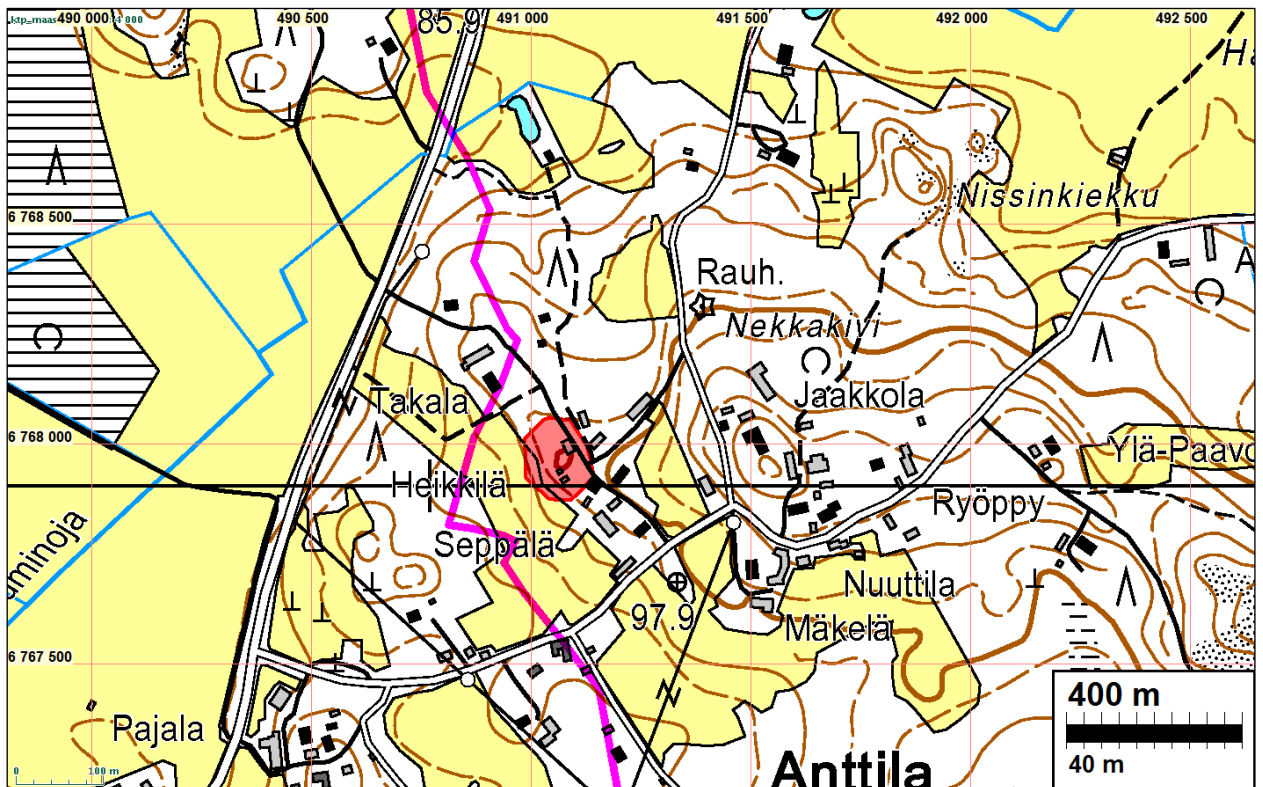 490 000
490 500
491 000
491 500
492 000
492 500
85.9
6 768 500
Nissinkiekku
Rauh.
Nekkakivi
Takala
Jaakkola
6 768 000
Ylä-Paavo
Heikkilä
Ryöppy
Seppälä
Nuuttila
97.9
Mäkelä
uminoja
6 767 500
Pajala
Anttila
400 m
40 m
0 100 m